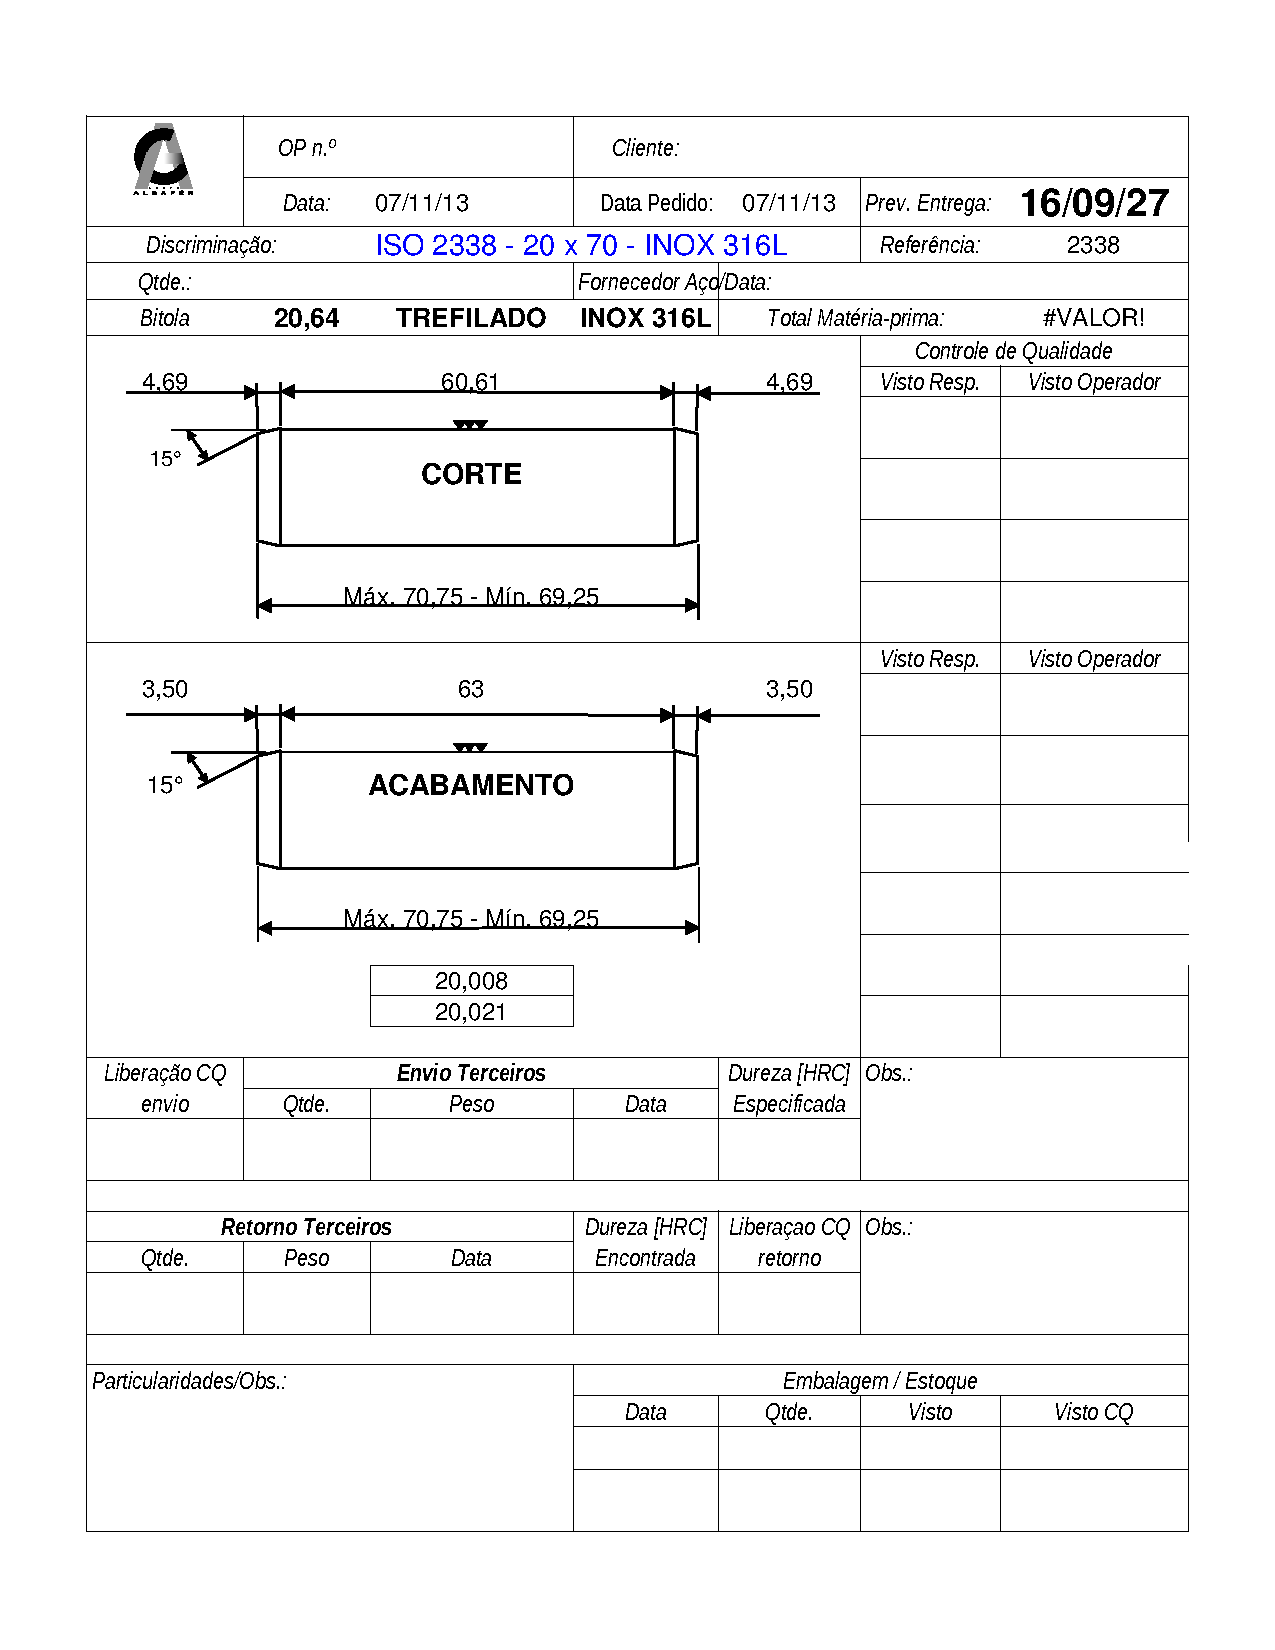 ALBAFER
OP n.º Cliente:
Data: 07/11/13 Data Pedido: 07/11/13 Prev. Entrega: 16/09/27
Discriminação: ISO 2338 - 20 x 70 - INOX 316L Referência: 2338
Qtde.: Fornecedor Aço/Data:
Bitola 20,64 TREFILADO INOX 316L Total Matéria-prima: #VALOR!
Controle de Qualidade
4,69 60,61 4,69 Visto Resp. Visto Operador
15°
CORTE
Máx. 70,75 - Mín. 69,25
Visto Resp. Visto Operador
3,50 63 3,50
15° ACABAMENTO
Máx. 70,75 - Mín. 69,25
20,008
20,021
Liberação CQ Envio Terceiros Dureza [HRC] Obs.:
envio Qtde. Peso Data Especificada
Retorno Terceiros Dureza [HRC] Liberaçao CQ Obs.:
Qtde. Peso Data Encontrada retorno
Particularidades/Obs.: Embalagem / Estoque
Data Qtde. Visto Visto CQ